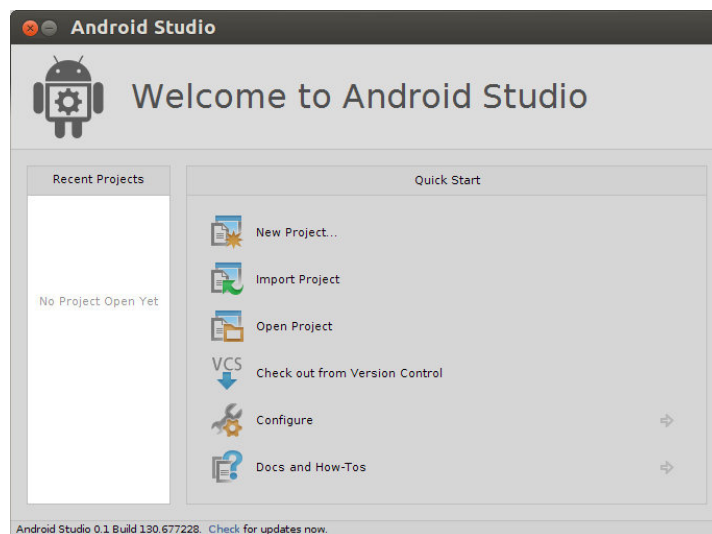 Android Studio
Welcome to Android Studio
Recent Projects
No Project Open Yet
Quick Start
New Project...
Import Project
Open Project
VCS
Check out from Version Control
Configure
Docs and How-Tos
Android Studio 0.1 Build 130.677228. Check for updates now.